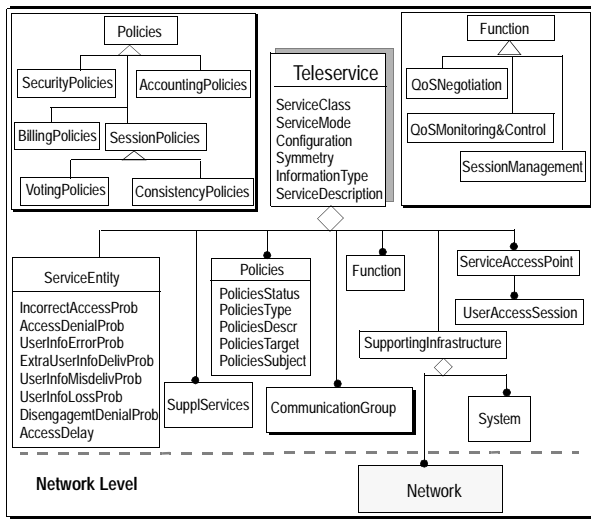 Policies
SecurityPolicies
AccountingPolicies
BillingPolicies
SessionPolicies
VotingPolicies
ConsistencyPolicies
Teleservice
ServiceClass
ServiceMode
Configuration
Symmetry
InformationType
ServiceDescription
Function
QoSNegotiation
QoSMonitoring&Control
SessionManagement
ServiceEntity
IncorrectAccessProb
AccessDenialProb
UserInfoErrorProb
ExtraUserInfoDelivProb
UserInfoMisdelivProb
UserInfoLossProb
DisengagemtDenialProb
AccessDelay
SupplServices
Policies
PoliciesStatus
PoliciesType
PoliciesDescr
PoliciesTarget
PoliciesSubject
CommunicationGroup
Function
ServiceAccessPoint
UserAccessSession
SupportingInfrastructure
System
Network Level
Network